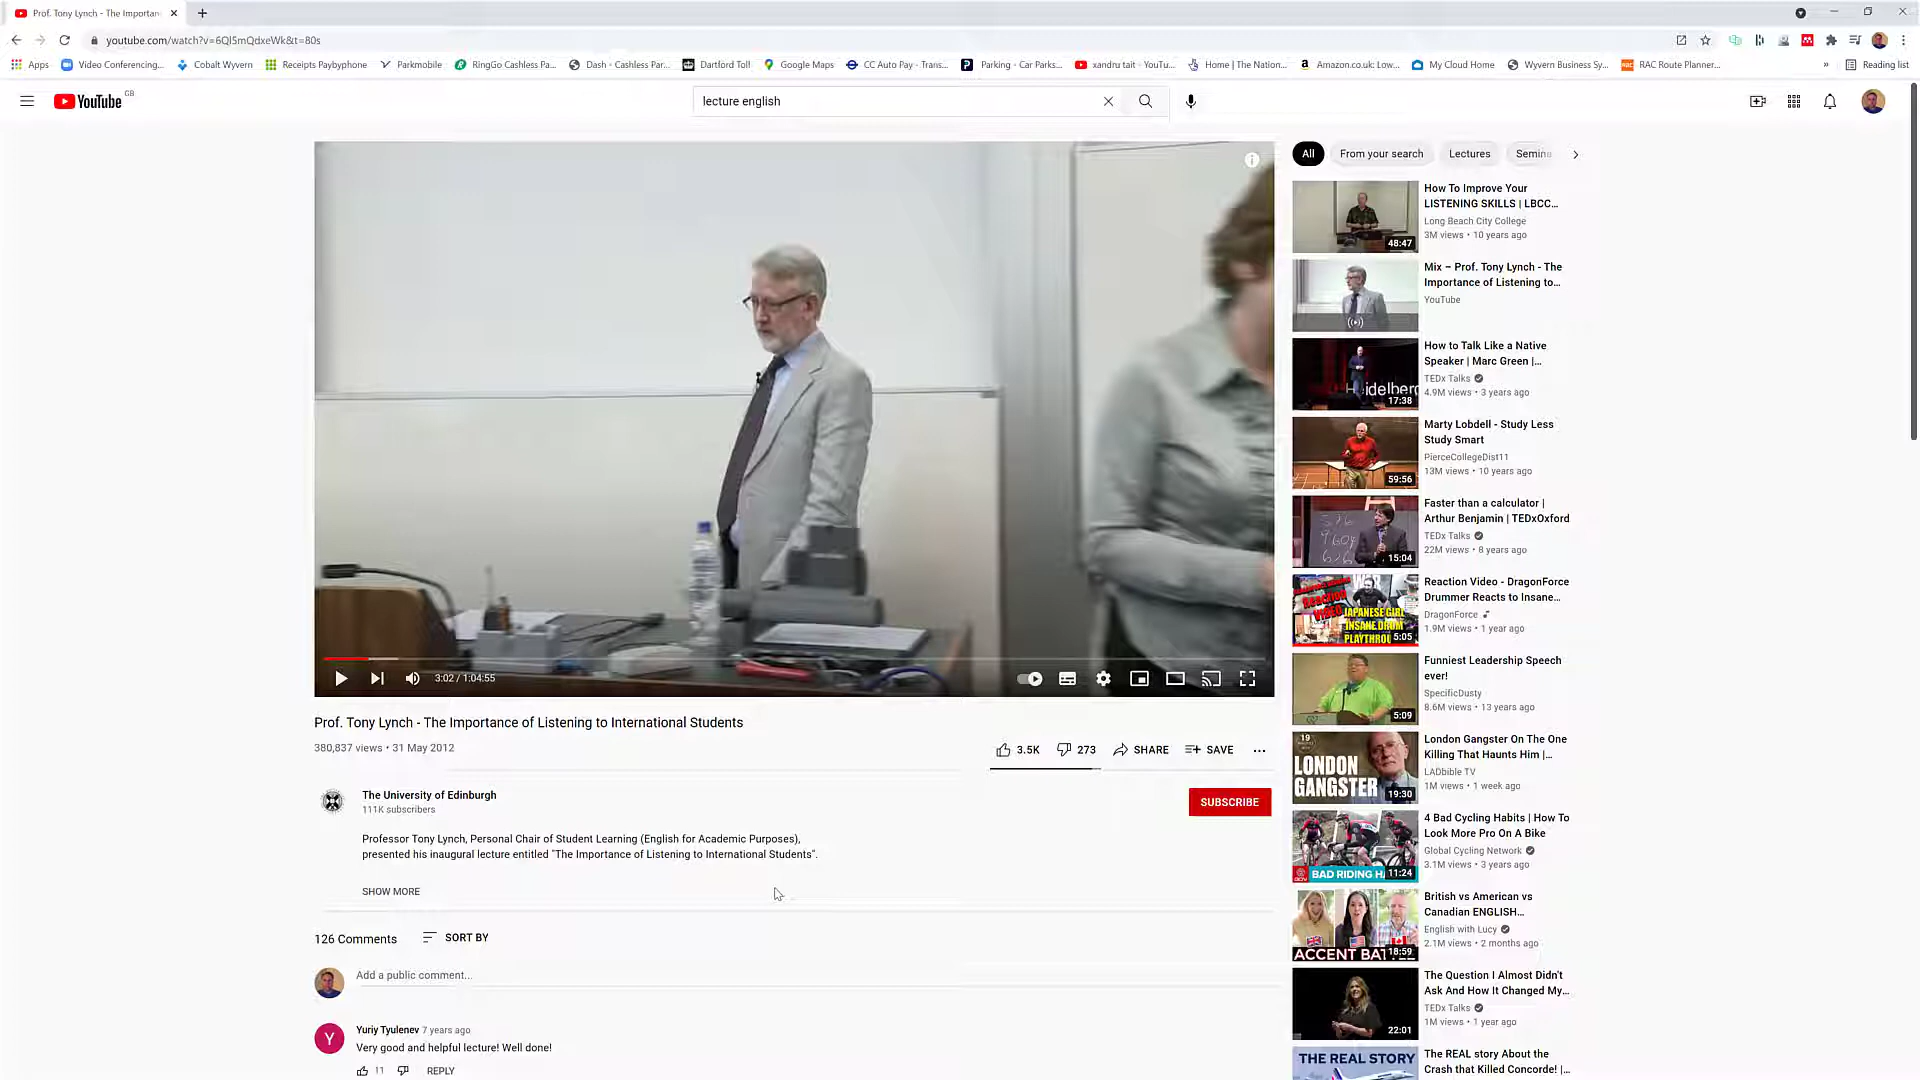 Prof. Tony Lynch - The Importan
youtube.com/watch?v=6Ql5mQdxeWk&t=80s
Apps
Video Conferencing...
Cobalt Wyvern
Receipts Paybyphone
Parkmobile
RingGo Cashless Pa...
Dash - Cashless Par...
Dartford Toll
Google Maps
CC Auto Pay - Trans...
Parking - Car Parks...
xandru tait - YouTu...
Home | The Nation...
Amazon.co.uk: Low...
My Cloud Home
Wyvern Business Sy...
RAC Route Planner...
»
Reading list
YouTube GB
lecture english
3:02 / 1:04:55
Prof. Tony Lynch - The Importance of Listening to International Students
380,837 views • 31 May 2012
3.5K
273
SHARE
SAVE
The University of Edinburgh
111K subscribers
SUBSCRIBE
Professor Tony Lynch, Personal Chair of Student Learning (English for Academic Purposes),
presented his inaugural lecture entitled "The Importance of Listening to International Students".
SHOW MORE
126 Comments
SORT BY
Add a public comment...
Y
Yuriy Tyulenev 7 years ago
Very good and helpful lecture! Well done!
11
REPLY
All
From your search
Lectures
Semina
48:47
How To Improve Your
LISTENING SKILLS | LBCC...
Long Beach City College
3M views • 10 years ago
Mix – Prof. Tony Lynch - The
Importance of Listening to...
YouTube
Heidelberg
17:38
How to Talk Like a Native
Speaker | Marc Green |...
TEDx Talks
4.9M views • 3 years ago
59:56
Marty Lobdell - Study Less
Study Smart
PierceCollegeDist11
13M views • 10 years ago
15:04
Faster than a calculator |
Arthur Benjamin | TEDxOxford
TEDx Talks
22M views • 8 years ago
REACTION
VIDEO
JAPANESE GIRL
INSANE DRUM
PLAYTHROU
5:05
Reaction Video - DragonForce
Drummer Reacts to Insane...
DragonForce
1.9M views • 1 year ago
5:09
Funniest Leadership Speech
ever!
SpecificDusty
8.6M views • 13 years ago
19
LONDON
GANGSTER
19:30
London Gangster On The One
Killing That Haunts Him |...
LADbible TV
1M views • 1 week ago
BAD RIDING HA
11:24
4 Bad Cycling Habits | How To
Look More Pro On A Bike
Global Cycling Network
3.1M views • 3 years ago
ACCENT BAT
18:59
British vs American vs
Canadian ENGLISH...
English with Lucy
2.1M views • 2 months ago
22:01
The Question I Almost Didn't
Ask And How It Changed My...
TEDx Talks
1M views • 1 year ago
THE REAL STORY
The REAL story About the
Crash that Killed Concorde! |...